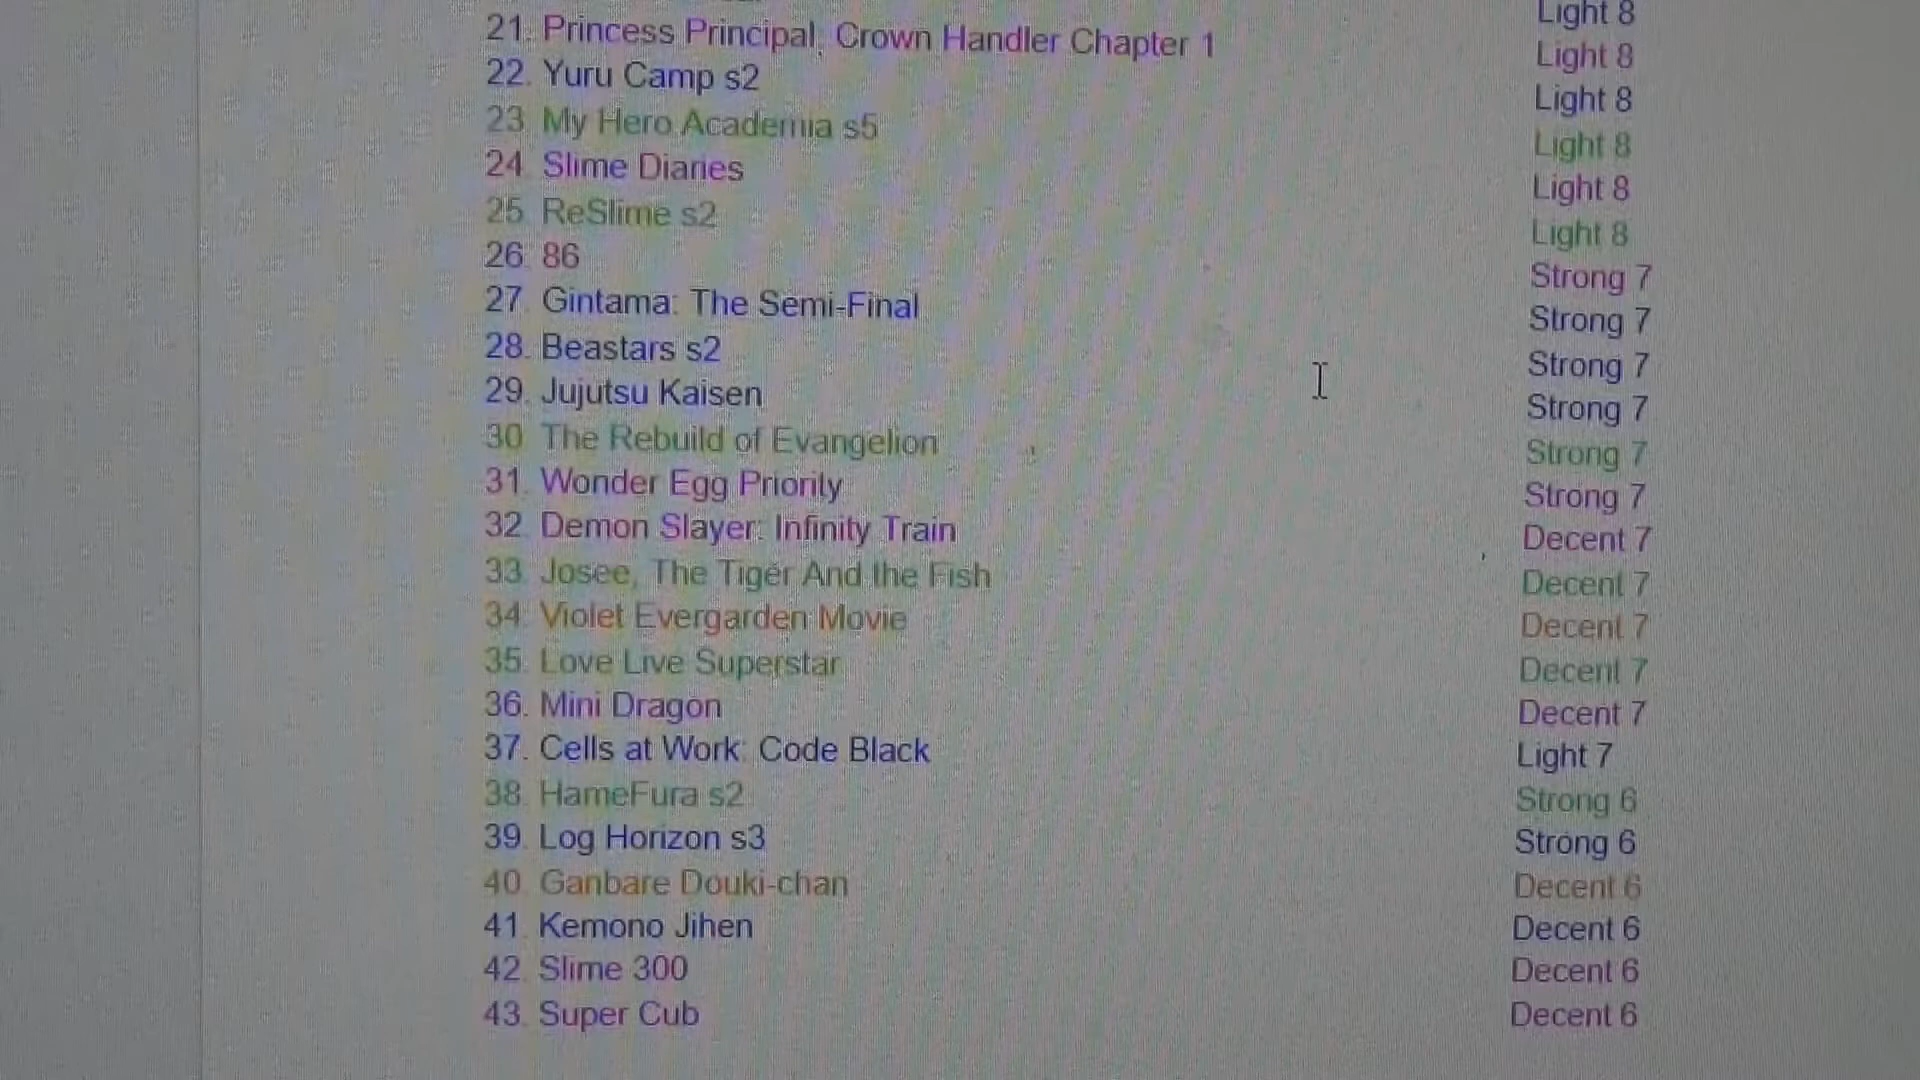 Light 8
21. Princess Principal, Crown Handler Chapter 1 Light 8
22. Yuru Camp s2 Light 8
23. My Hero Academia s5 Light 8
24. Slime Diaries Light 8
25. ReSlime s2 Light 8
26. 86 Strong 7
27. Gintama: The Semi-Final Strong 7
28. Beastars s2 Strong 7
29. Jujutsu Kaisen Strong 7
30. The Rebuild of Evangelion Strong 7
31. Wonder Egg Priority Strong 7
32. Demon Slayer: Infinity Train Decent 7
33. Josee, The Tiger And the Fish Decent 7
34. Violet Evergarden Movie Decent 7
35. Love Live Superstar Decent 7
36. Mini Dragon Decent 7
37. Cells at Work: Code Black Light 7
38. HameFura s2 Strong 6
39. Log Horizon s3 Strong 6
40. Ganbare Douki-chan Decent 6
41. Kemono Jihen Decent 6
42. Slime 300 Decent 6
43. Super Cub Decent 6